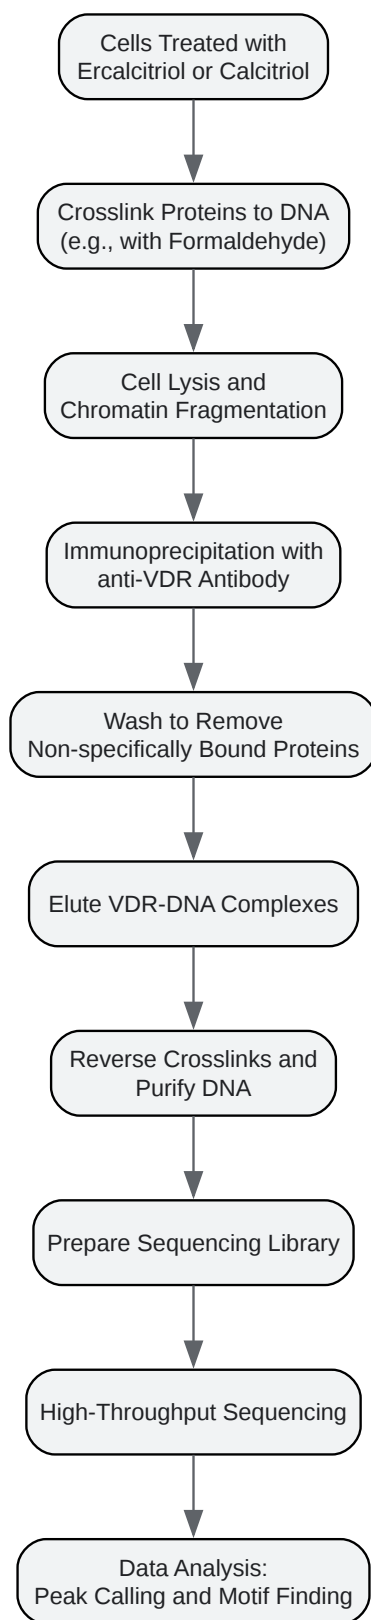 Cells Treated with
Ercalcitriol or Calcitriol
Crosslink Proteins to DNA
(e.g., with Formaldehyde)
Cell Lysis and
Chromatin Fragmentation
Immunoprecipitation with
anti-VDR Antibody
Wash to Remove
Non-specifically Bound Proteins
Elute VDR-DNA Complexes
Reverse Crosslinks and
Purify DNA
Prepare Sequencing Library
High-Throughput Sequencing
Data Analysis:
Peak Calling and Motif Finding